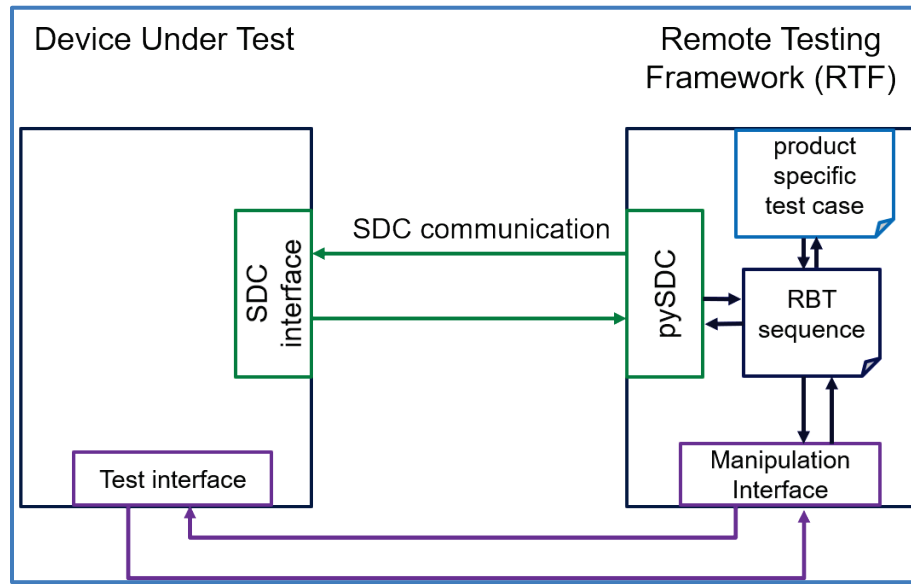 Device Under Test
Remote Testing
Framework (RTF)
product
specific
test case
SDC communication
SDC
interface
pySDC
RBT
sequence
Test interface
Manipulation
Interface